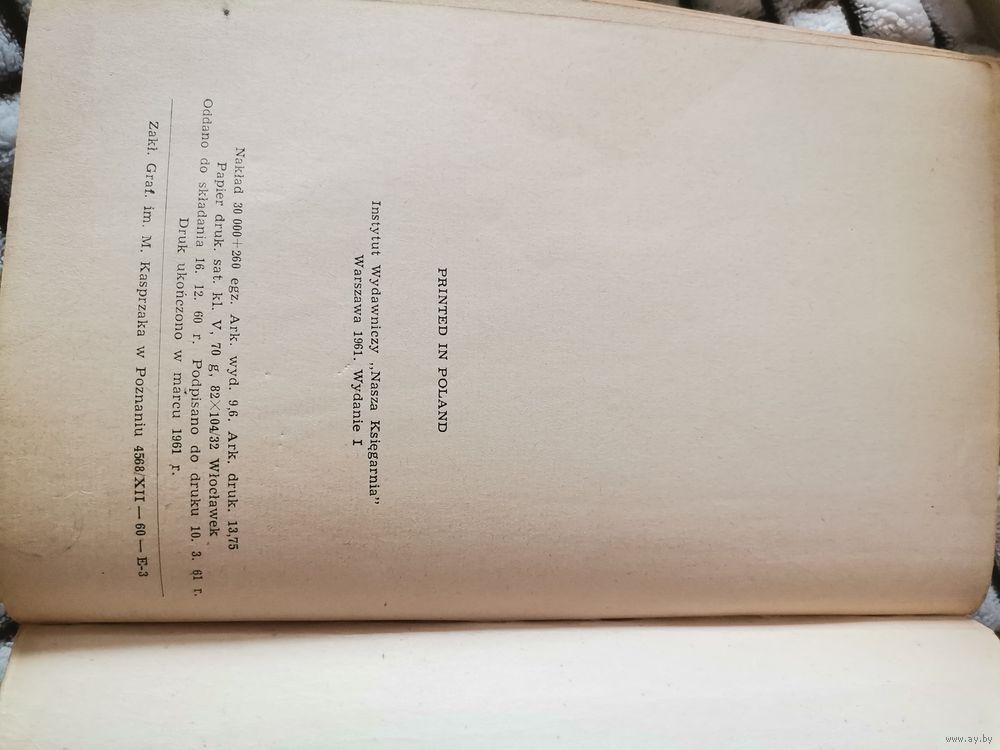 PRINTED IN POLAND
Instytut Wydawniczy „Nasza Księgarnia”
Warszawa 1961. Wydanie I
Nakład 30 000+260 egz. Ark. wyd. 9,6. Ark. druk. 13,75
Papier druk. sat. kl. V, 70 g, 82×104/32 Włocławek
Oddano do składania 16. 12. 60 r. Podpisano do druku 10. 3. 61 r.
Druk ukończono w marcu 1961 r.
Zakł. Graf. im. M. Kasprzaka w Poznaniu 4568/XII — 60 — E-3
www.ay.by